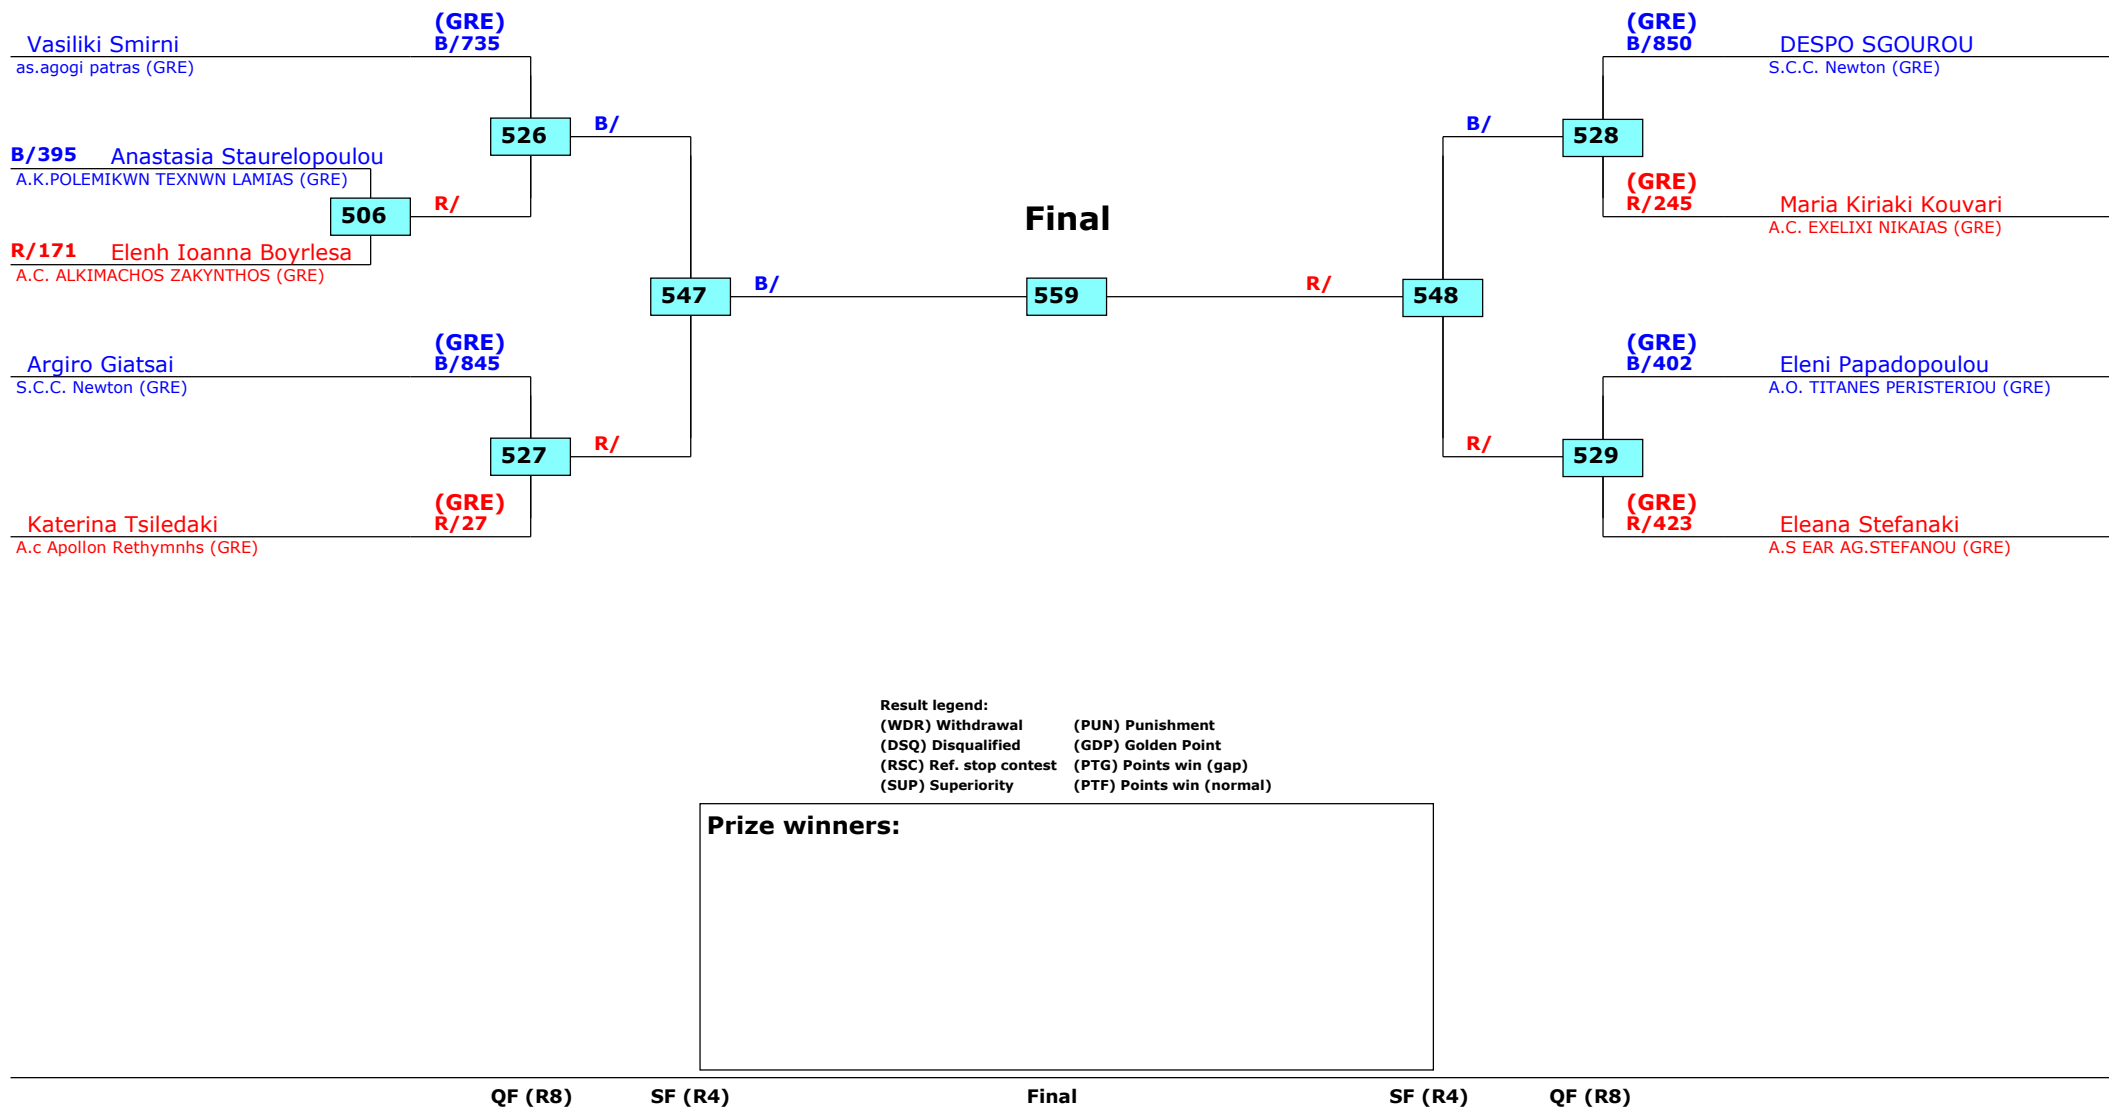 (GRE)
Vasiliki Smirni B/735
as.agogi patras (GRE)
526 B/
B/395 Anastasia Staurelopoulou
A.K.POLEMIKWN TEXNWN LAMIAS (GRE)
506 R/
R/171 Elenh Ioanna Boyrlesa
A.C. ALKIMACHOS ZAKYNTHOS (GRE)
547 B/
(GRE)
Argiro Giatsai B/845
S.C.C. Newton (GRE)
527 R/
(GRE)
Katerina Tsiledaki R/27
A.c Apollon Rethymnhs (GRE)
Final
559
(GRE)
B/850 DESPO SGOUROU
S.C.C. Newton (GRE)
B/ 528
(GRE)
R/245 Maria Kiriaki Kouvari
A.C. EXELIXI NIKAIAS (GRE)
R/ 548
(GRE)
B/402 Eleni Papadopoulou
A.O. TITANES PERISTERIOU (GRE)
R/ 529
(GRE)
R/423 Eleana Stefanaki
A.S EAR AG.STEFANOU (GRE)
Result legend:
(WDR) Withdrawal (PUN) Punishment
(DSQ) Disqualified (GDP) Golden Point
(RSC) Ref. stop contest (PTG) Points win (gap)
(SUP) Superiority (PTF) Points win (normal)
Prize winners:
QF (R8) SF (R4) Final SF (R4) QF (R8)